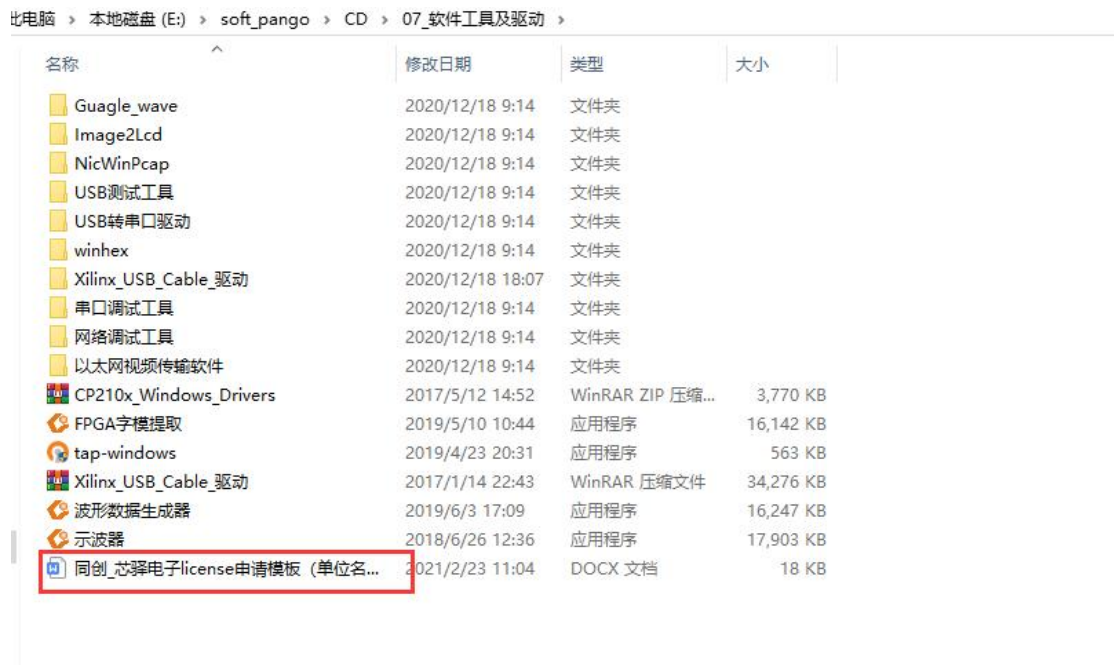 此电脑 › 本地磁盘 (E:) › soft_pango › CD › 07_软件工具及驱动 ›
名称 修改日期 类型 大小
Guagle_wave 2020/12/18 9:14 文件夹
Image2Lcd 2020/12/18 9:14 文件夹
NicWinPcap 2020/12/18 9:14 文件夹
USB测试工具 2020/12/18 9:14 文件夹
USB转串口驱动 2020/12/18 9:14 文件夹
winhex 2020/12/18 9:14 文件夹
Xilinx_USB_Cable_驱动 2020/12/18 18:07 文件夹
串口调试工具 2020/12/18 9:14 文件夹
网络调试工具 2020/12/18 9:14 文件夹
以太网视频传输软件 2020/12/18 9:14 文件夹
CP210x_Windows_Drivers 2017/5/12 14:52 WinRAR ZIP 压缩... 3,770 KB
FPGA字模提取 2019/5/10 10:44 应用程序 16,142 KB
tap-windows 2019/4/23 20:31 应用程序 563 KB
Xilinx_USB_Cable_驱动 2017/1/14 22:43 WinRAR 压缩文件 34,276 KB
波形数据生成器 2019/6/3 17:09 应用程序 16,247 KB
示波器 2018/6/26 12:36 应用程序 17,903 KB
同创_芯驿电子license申请模板（单位名... 2021/2/23 11:04 DOCX 文档 18 KB